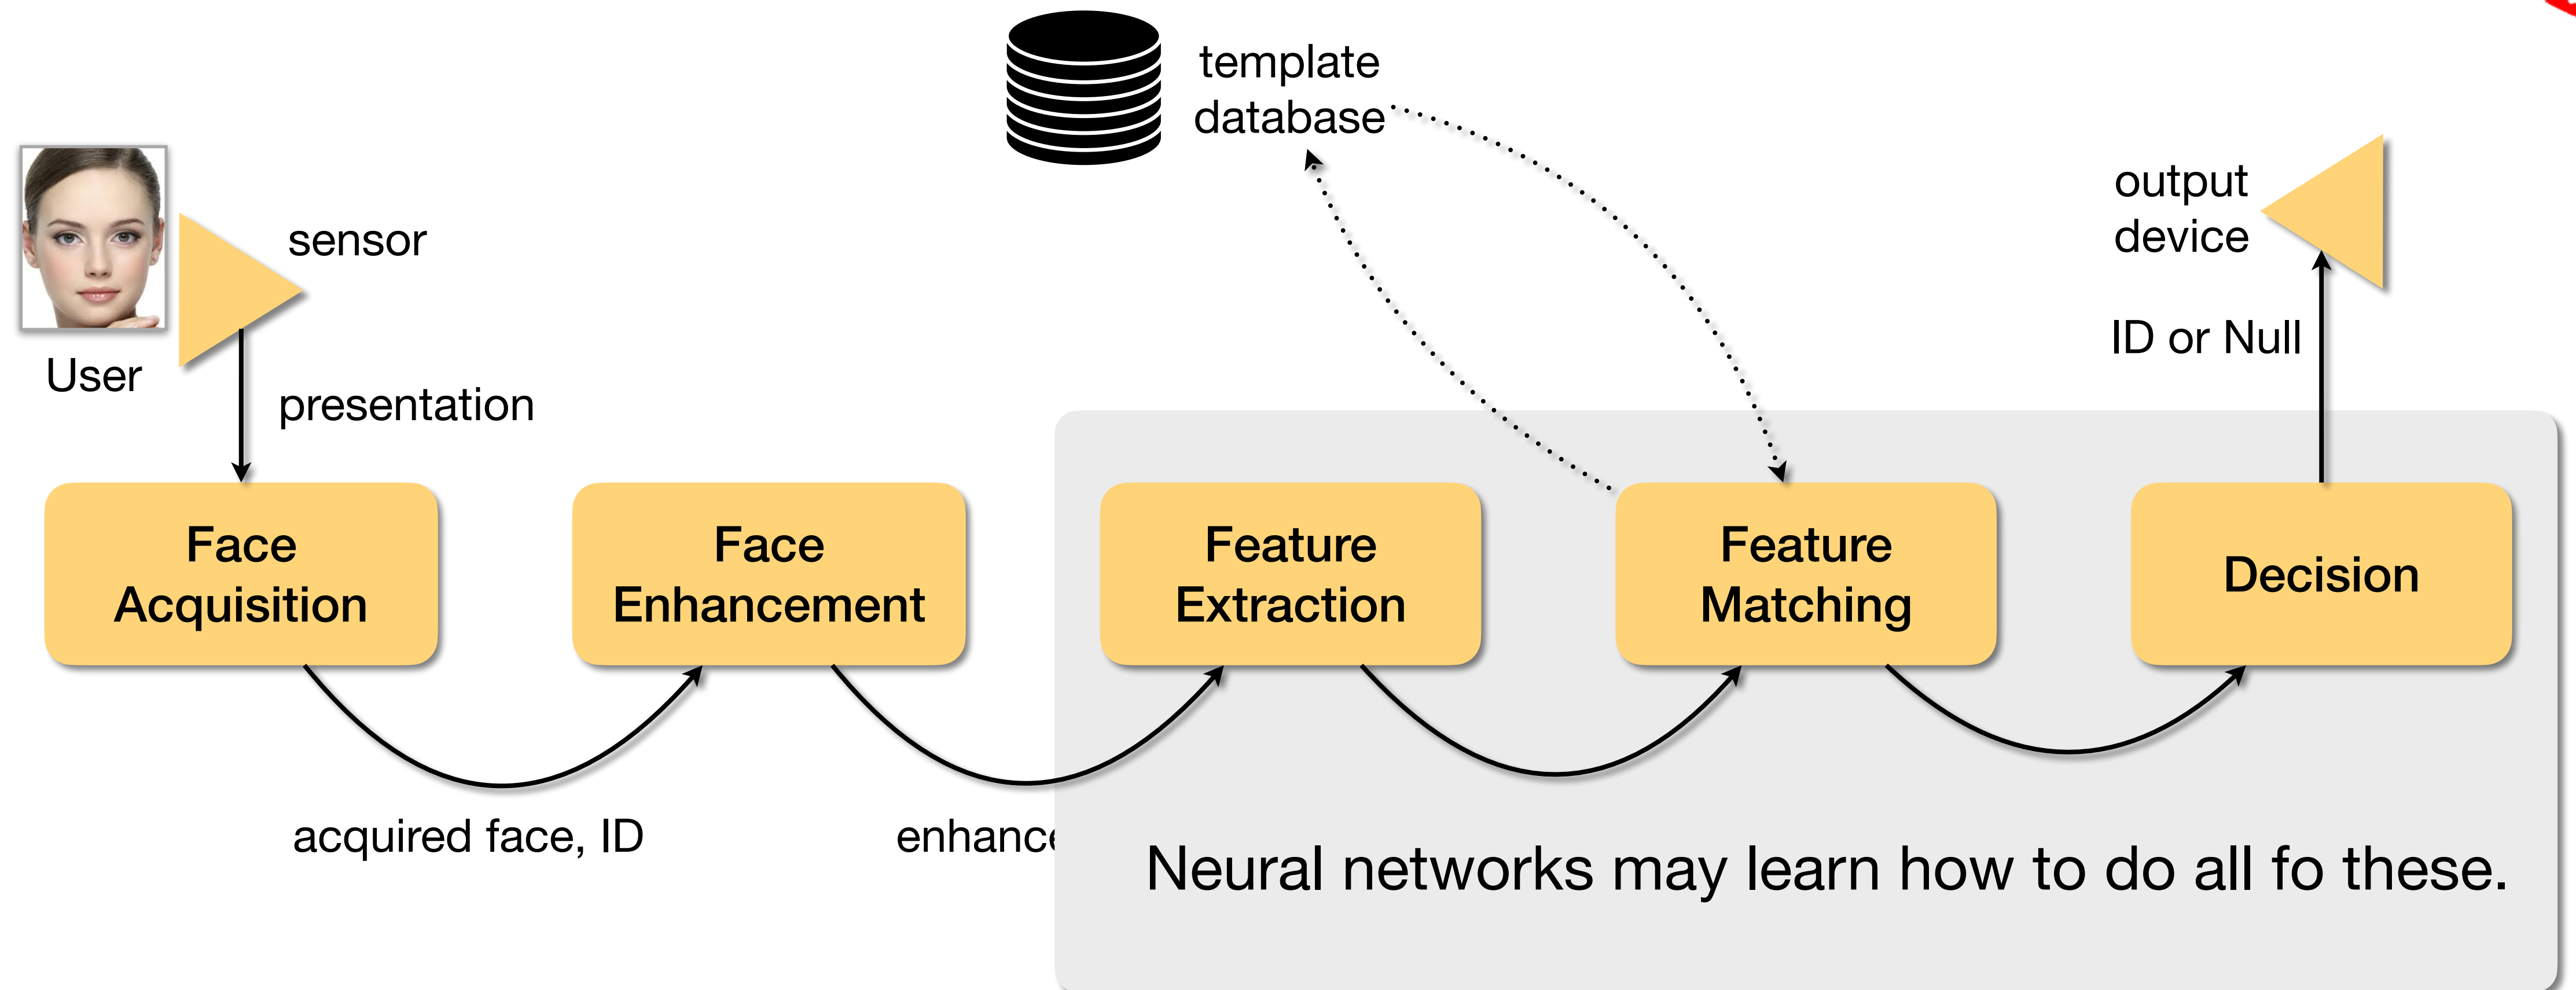 template
database
sensor
User
presentation
output
device
ID or Null
Face
Acquisition
Face
Enhancement
Feature
Extraction
Feature
Matching
Decision
acquired face, ID
Neural networks may learn how to do all fo these.